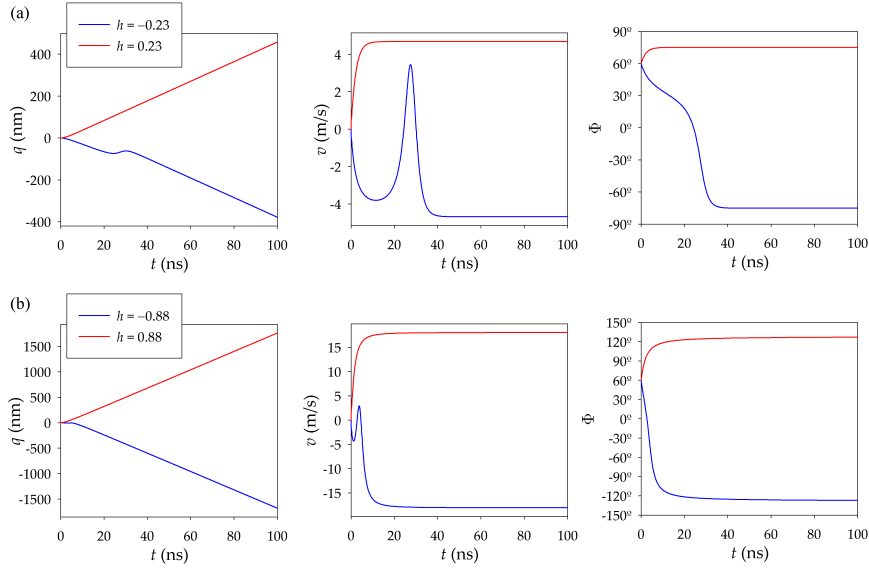 (a)
h = −0.23
h = 0.23
400
200
0
-200
-400
q (nm)
0 20 40 60 80 100
t (ns)
4
2
0
-2
-4
v (m/s)
0 20 40 60 80 100
t (ns)
90º
60º
30º
0º
-30º
-60º
-90º
Φ
0 20 40 60 80 100
t (ns)
(b)
h = −0.88
h = 0.88
1500
1000
500
0
-500
-1000
-1500
q (nm)
0 20 40 60 80 100
t (ns)
15
10
5
0
-5
-10
-15
v (m/s)
0 20 40 60 80 100
t (ns)
150º
120º
90º
60º
30º
0º
-30º
-60º
-90º
-120º
-150º
Φ
0 20 40 60 80 100
t (ns)